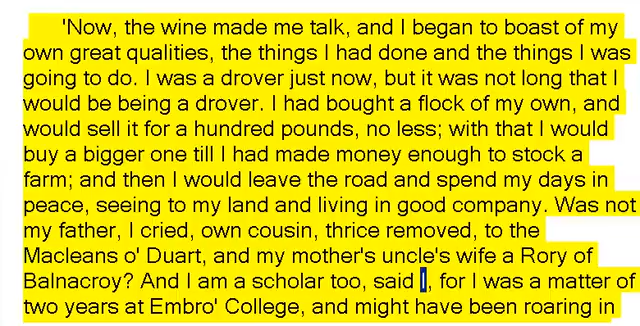 'Now, the wine made me talk, and I began to boast of my
own great qualities, the things I had done and the things I was
going to do. I was a drover just now, but it was not long that I
would be being a drover. I had bought a flock of my own, and
would sell it for a hundred pounds, no less; with that I would
buy a bigger one till I had made money enough to stock a
farm; and then I would leave the road and spend my days in
peace, seeing to my land and living in good company. Was not
my father, I cried, own cousin, thrice removed, to the
Macleans o' Duart, and my mother's uncle's wife a Rory of
Balnacroy? And I am a scholar too, said I, for I was a matter of
two years at Embro' College, and might have been roaring in